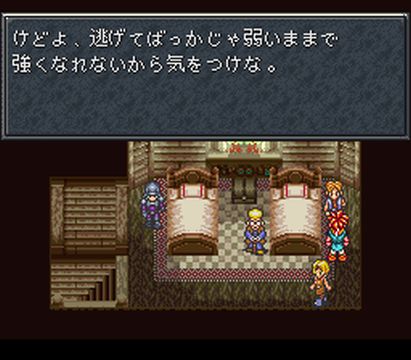 けどよ、逃げてばっかじゃ弱いままで
強くなれないから気をつけな。